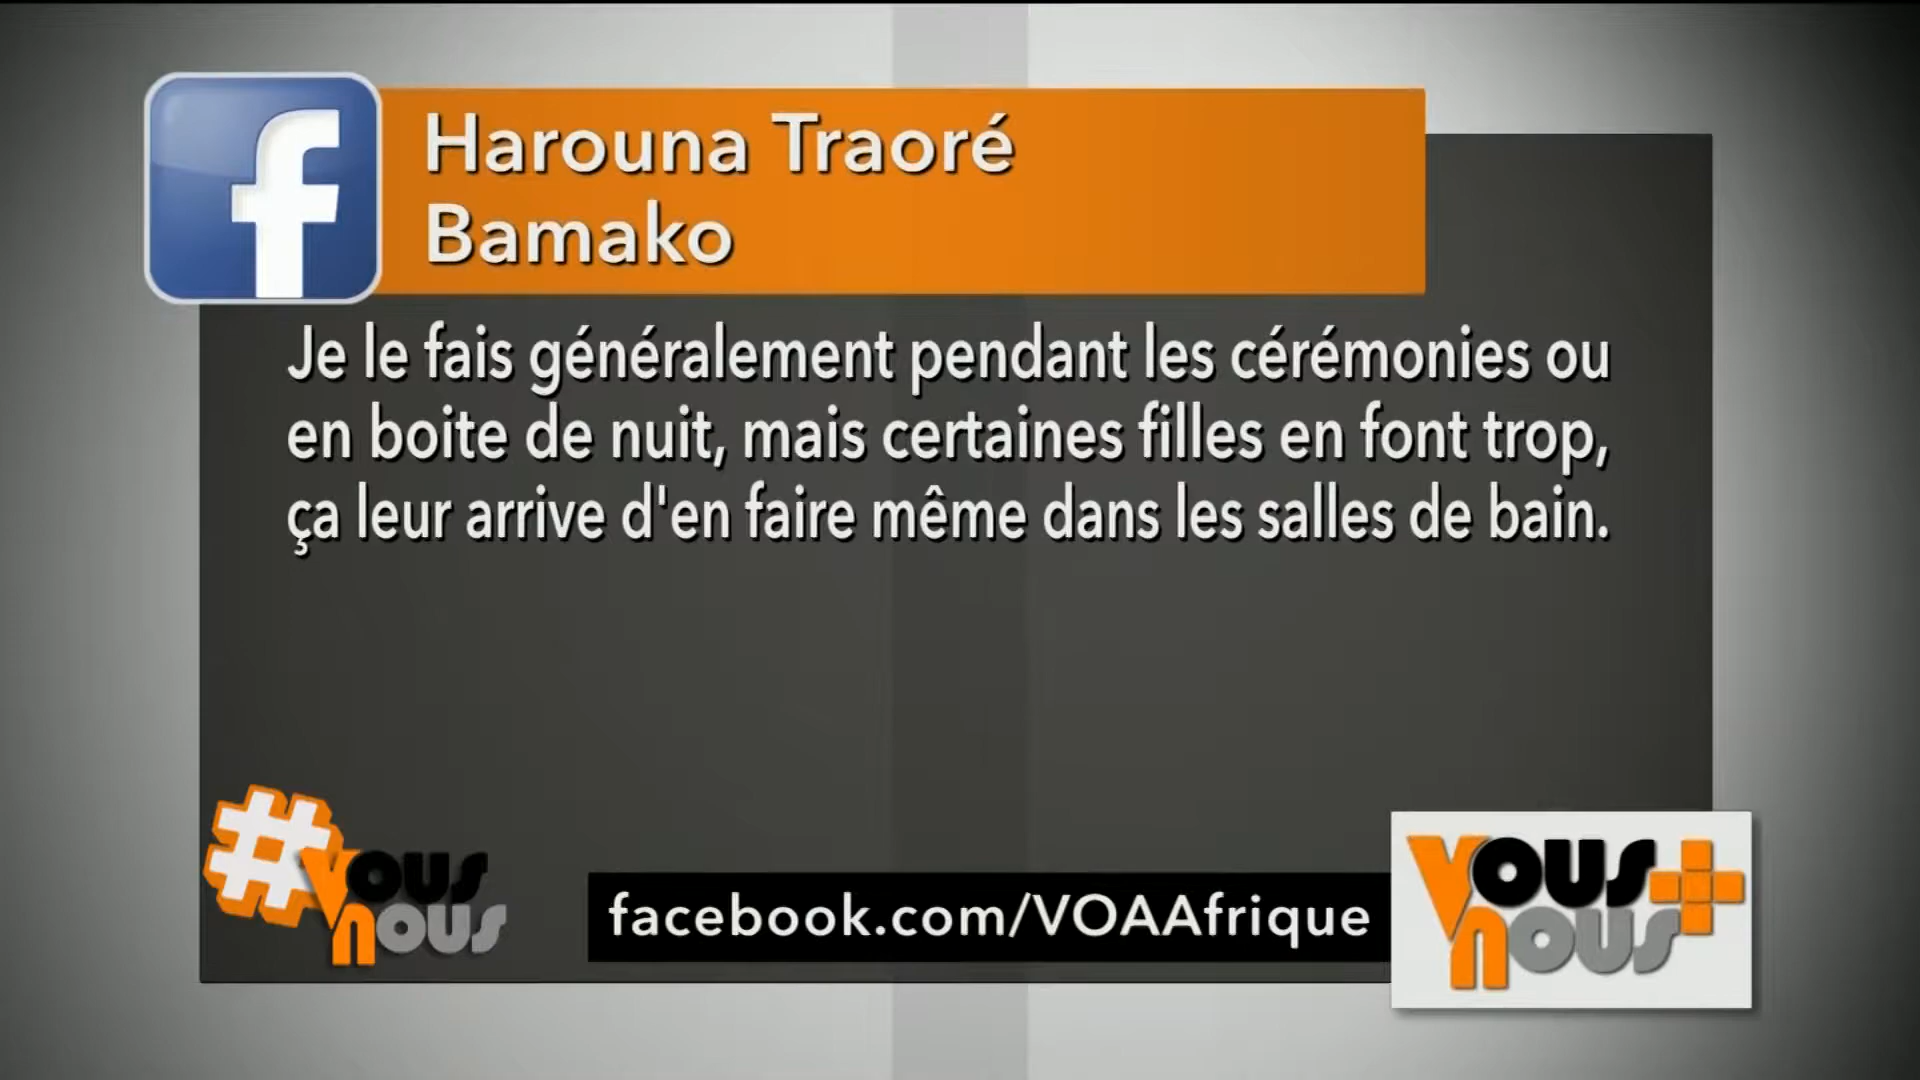 f
Harouna Traoré
Bamako
Je le fais généralement pendant les cérémonies ou
en boite de nuit, mais certaines filles en font trop,
ça leur arrive d'en faire même dans les salles de bain.
#vous
nous
facebook.com/VOAAfrique
vous+
nous